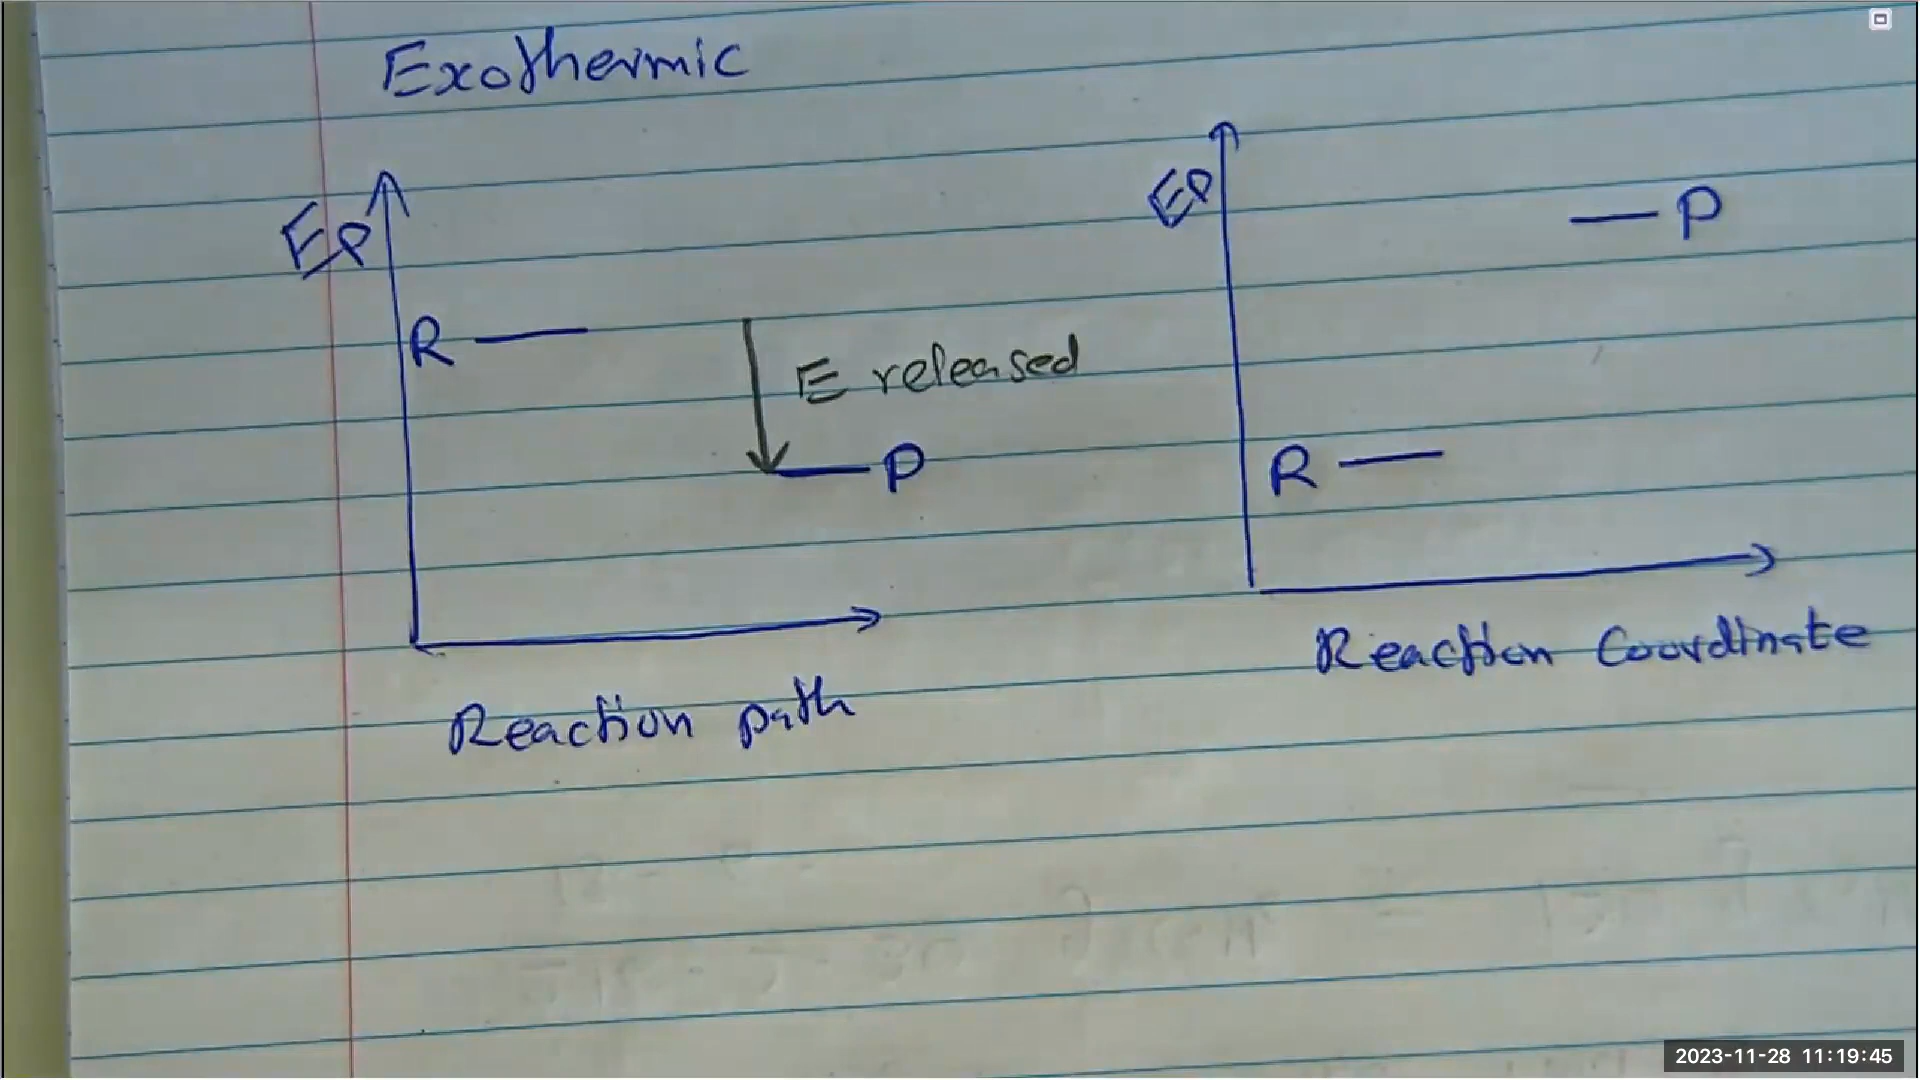 Exothermic
Ep
R
E released
P
Reaction path
Ep
P
R
Reaction Coordinate
2023-11-28 11:19:45